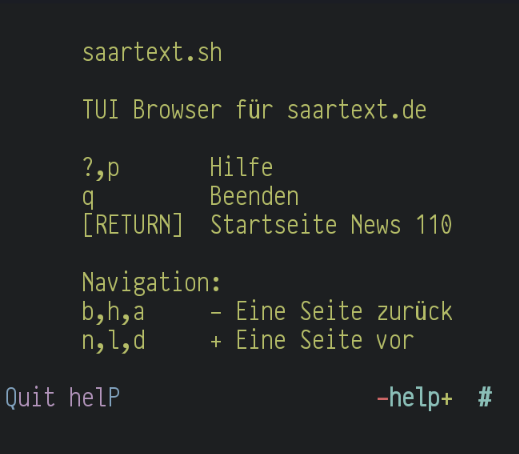 saartext.sh
TUI Browser für saartext.de
?,p Hilfe
q Beenden
[RETURN] Startseite News 110
Navigation:
b,h,a - Eine Seite zurück
n,l,d + Eine Seite vor
Quit helP -help+ #